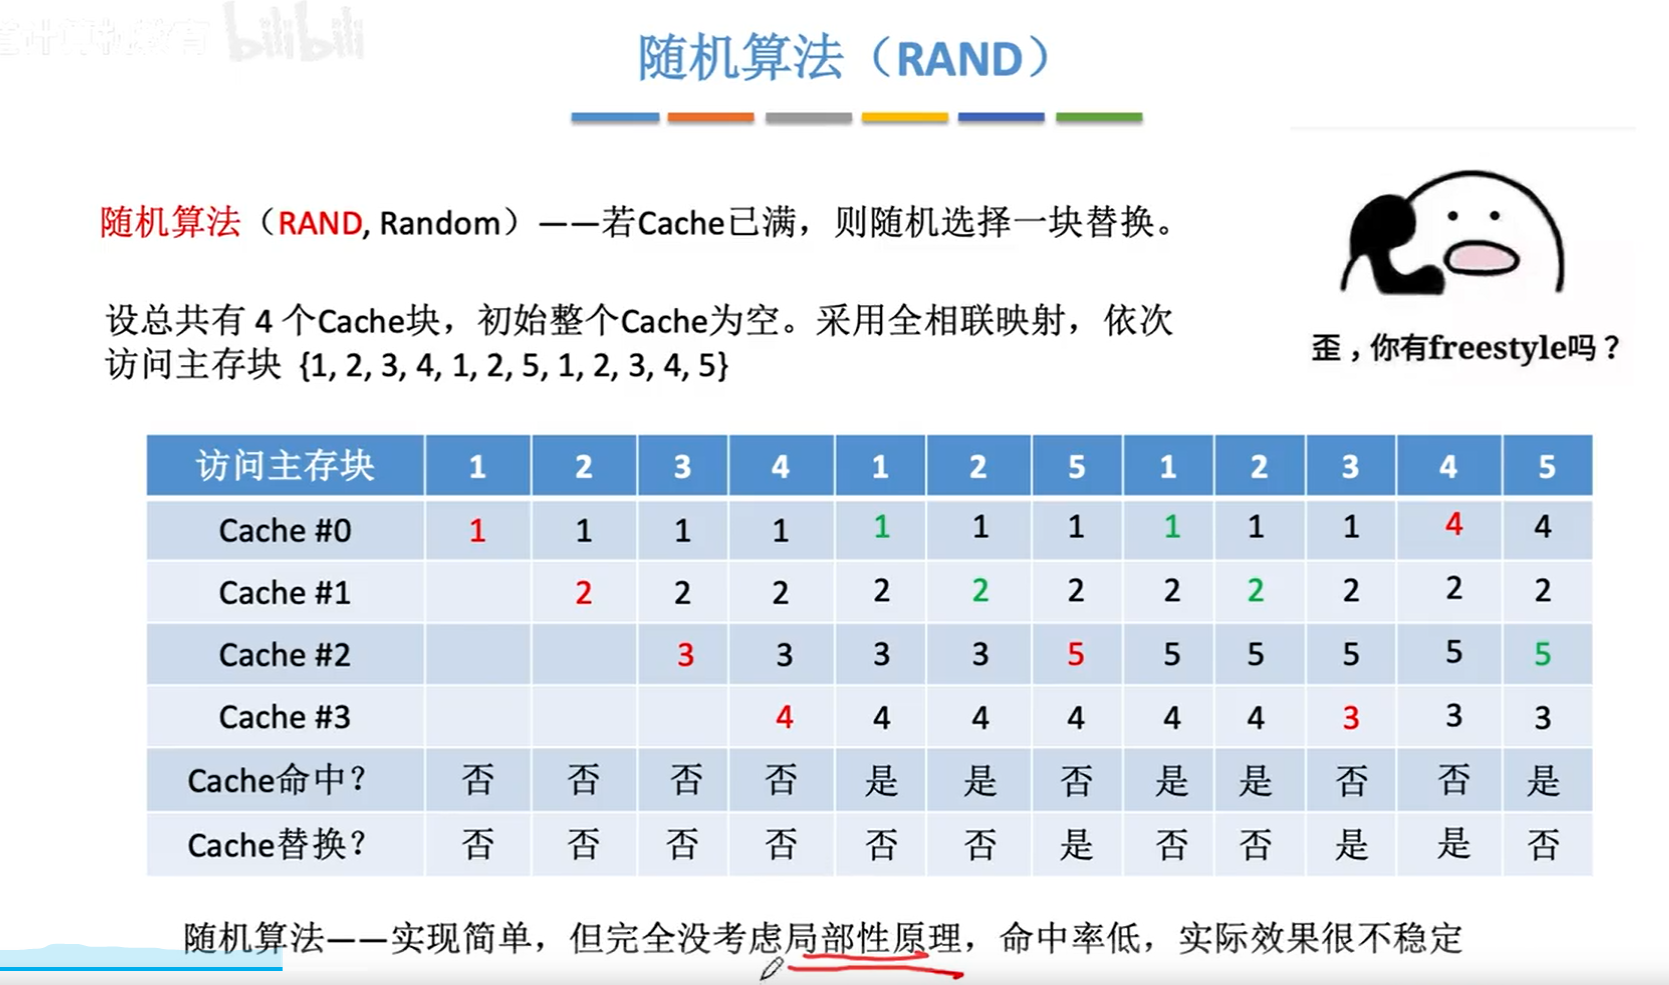 计算机教育 bilibili
随机算法（RAND）
随机算法（RAND, Random）——若Cache已满，则随机选择一块替换。
设总共有 4 个Cache块，初始整个Cache为空。采用全相联映射，依次
访问主存块 {1, 2, 3, 4, 1, 2, 5, 1, 2, 3, 4, 5}
歪，你有freestyle吗？
访问主存块 1 2 3 4 1 2 5 1 2 3 4 5
Cache #0 1 1 1 1 1 1 1 1 1 1 4 4
Cache #1 2 2 2 2 2 2 2 2 2 2 2
Cache #2 3 3 3 3 5 5 5 5 5 5
Cache #3 4 4 4 4 4 4 3 3 3
Cache命中？ 否 否 否 否 是 是 否 是 是 否 否 是
Cache替换？ 否 否 否 否 否 否 是 否 否 是 是 否
随机算法——实现简单，但完全没考虑局部性原理，命中率低，实际效果很不稳定